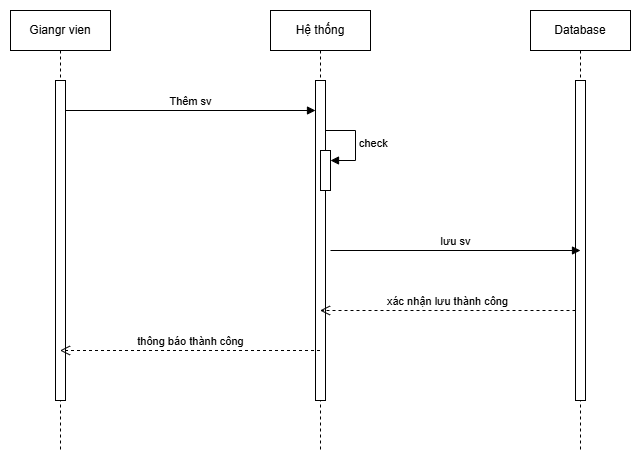 Giangr vien
Hệ thống
Database
Thêm sv
check
lưu sv
xác nhận lưu thành công
thông báo thành công